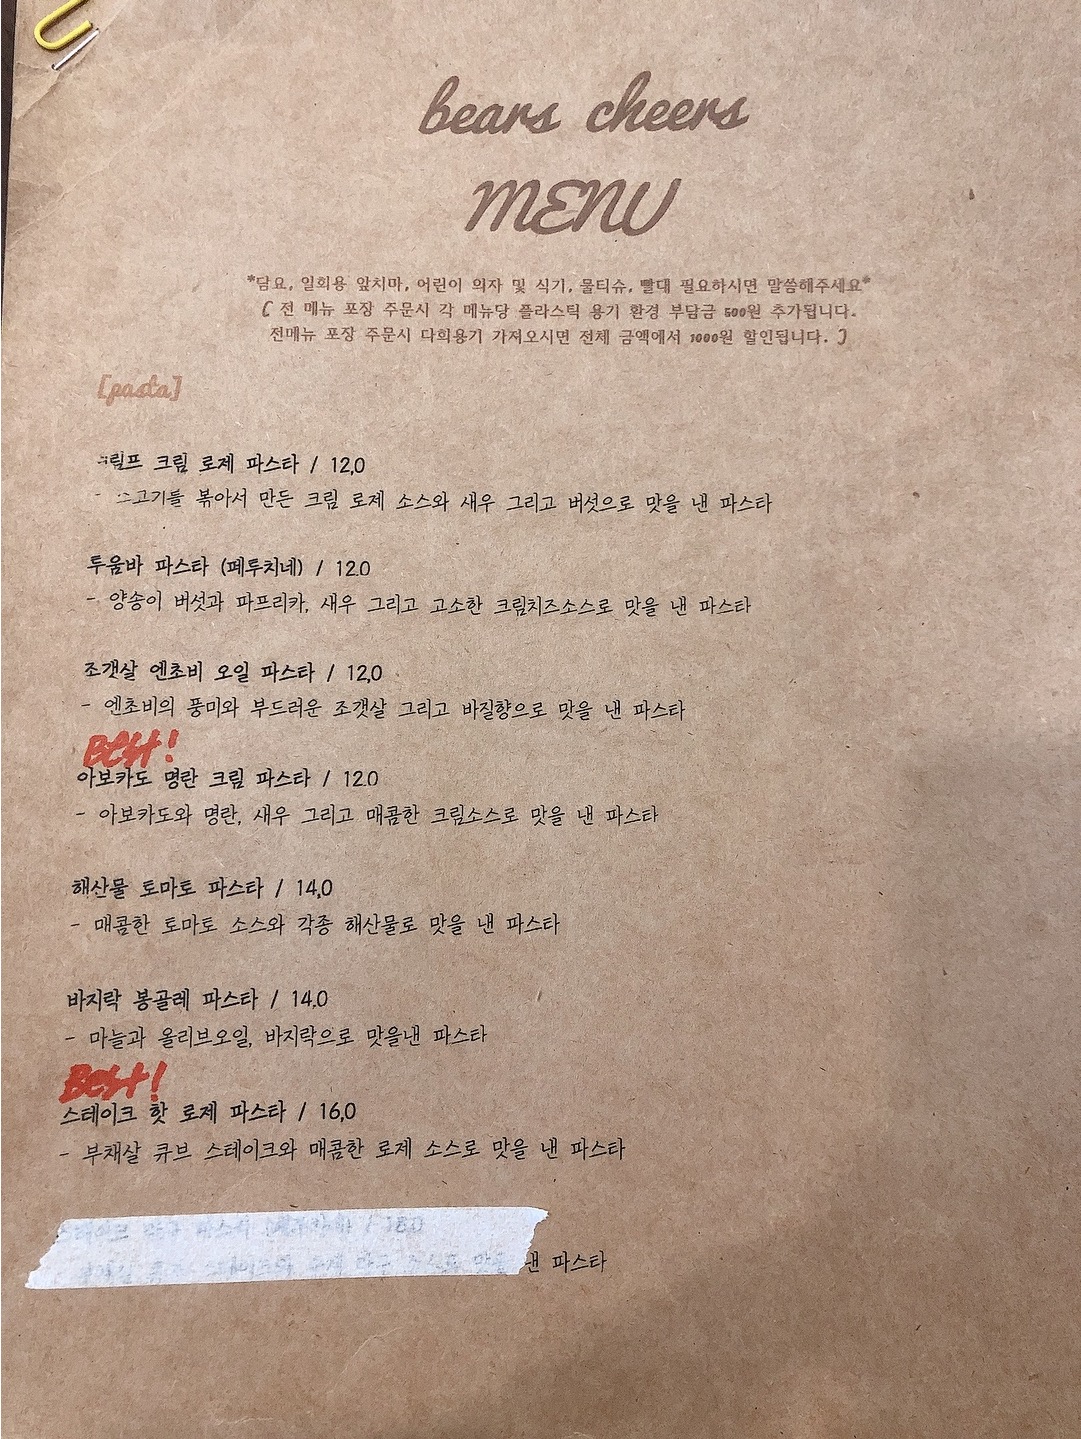 bears cheers
MENU
*담요, 일회용 앞치마, 어린이 의자 및 식기, 물티슈, 빨대 필요하시면 말씀해주세요*
( 전 메뉴 포장 주문시 각 메뉴당 플라스틱 용기 환경 부담금 500원 추가됩니다.
전메뉴 포장 주문시 다회용기 가져오시면 전체 금액에서 1000원 할인됩니다. )
[pasta]
크림 로제 파스타 / 12,0
- 볶아서 만든 크림 로제 소스와 새우 그리고 버섯으로 맛을 낸 파스타
투움바 파스타 (페투치네) / 12.0
- 양송이 버섯과 파프리카, 새우 그리고 고소한 크림치즈소스로 맛을 낸 파스타
조갯살 엔초비 오일 파스타 / 12,0
- 엔초비의 풍미와 부드러운 조갯살 그리고 바질향으로 맛을 낸 파스타
Best!
아보카도 명란 크림 파스타 / 12.0
- 아보카도와 명란, 새우 그리고 매콤한 크림소스로 맛을 낸 파스타
해산물 토마토 파스타 / 14,0
- 매콤한 토마토 소스와 각종 해산물로 맛을 낸 파스타
바지락 봉골레 파스타 / 14,0
- 마늘과 올리브오일, 바지락으로 맛을낸 파스타
Best!
스테이크 핫 로제 파스타 / 16,0
- 부채살 큐브 스테이크와 매콤한 로제 소스로 맛을 낸 파스타
낸 파스타